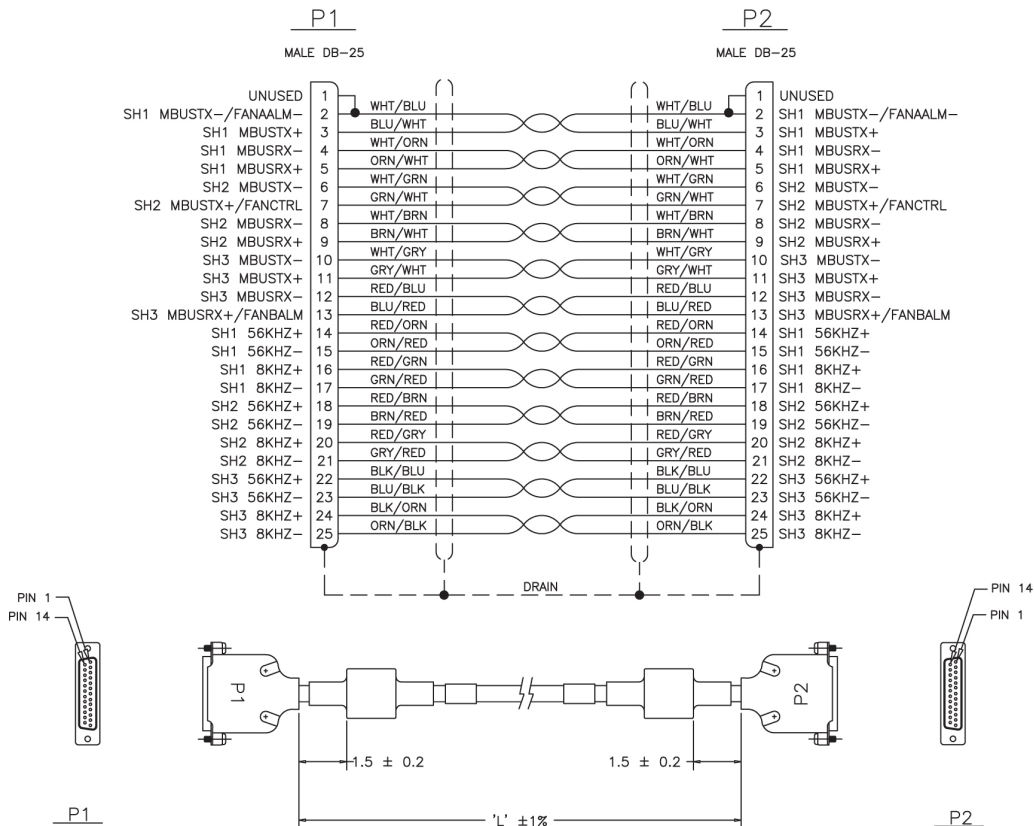 P1
P2
MALE DB-25
MALE DB-25
UNUSED 1 1 UNUSED
SH1 MBUSTX-/FANAALM- 2 WHT/BLU WHT/BLU 2 SH1 MBUSTX-/FANAALM-
SH1 MBUSTX+ 3 BLU/WHT BLU/WHT 3 SH1 MBUSTX+
SH1 MBUSRX- 4 WHT/ORN WHT/ORN 4 SH1 MBUSRX-
SH1 MBUSRX+ 5 ORN/WHT ORN/WHT 5 SH1 MBUSRX+
SH2 MBUSTX- 6 WHT/GRN WHT/GRN 6 SH2 MBUSTX-
SH2 MBUSTX+/FANCTRL 7 GRN/WHT GRN/WHT 7 SH2 MBUSTX+/FANCTRL
SH2 MBUSRX- 8 WHT/BRN WHT/BRN 8 SH2 MBUSRX-
SH2 MBUSRX+ 9 BRN/WHT BRN/WHT 9 SH2 MBUSRX+
SH3 MBUSTX- 10 WHT/GRY WHT/GRY 10 SH3 MBUSTX-
SH3 MBUSTX+ 11 GRY/WHT GRY/WHT 11 SH3 MBUSTX+
SH3 MBUSRX- 12 RED/BLU RED/BLU 12 SH3 MBUSRX-
SH3 MBUSRX+/FANBALM 13 BLU/RED BLU/RED 13 SH3 MBUSRX+/FANBALM
SH1 56KHZ+ 14 RED/ORN RED/ORN 14 SH1 56KHZ+
SH1 56KHZ- 15 ORN/RED ORN/RED 15 SH1 56KHZ-
SH1 8KHZ+ 16 RED/GRN RED/GRN 16 SH1 8KHZ+
SH1 8KHZ- 17 GRN/RED GRN/RED 17 SH1 8KHZ-
SH2 56KHZ+ 18 RED/BRN RED/BRN 18 SH2 56KHZ+
SH2 56KHZ- 19 BRN/RED BRN/RED 19 SH2 56KHZ-
SH2 8KHZ+ 20 RED/GRY RED/GRY 20 SH2 8KHZ+
SH2 8KHZ- 21 GRY/RED GRY/RED 21 SH2 8KHZ-
SH3 56KHZ+ 22 BLK/BLU BLK/BLU 22 SH3 56KHZ+
SH3 56KHZ- 23 BLU/BLK BLU/BLK 23 SH3 56KHZ-
SH3 8KHZ+ 24 BLK/ORN BLK/ORN 24 SH3 8KHZ+
SH3 8KHZ- 25 ORN/BLK ORN/BLK 25 SH3 8KHZ-
DRAIN
PIN 1
PIN 14
PIN 14
PIN 1
P1
P2
1.5 ± 0.2
1.5 ± 0.2
'L' ±1%
P1
P2